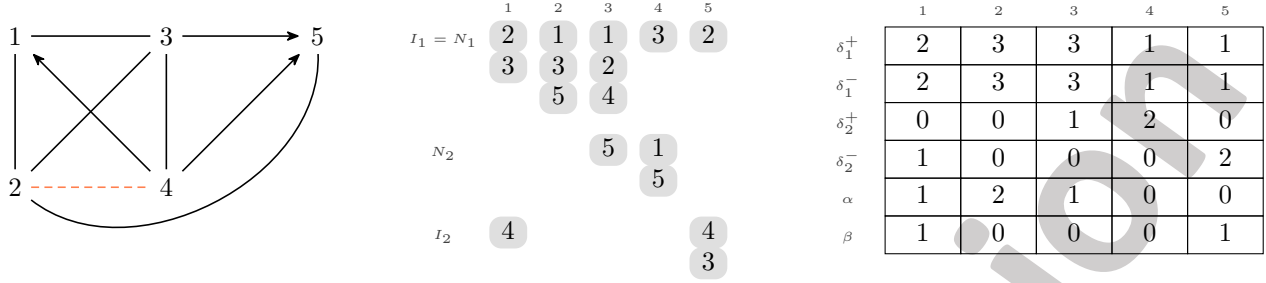 1 3 5
2 4
1 2 3 4 5
I₁ = N₁ 2 1 1 3 2
3 3 2
5 4
N₂ 5 1
5
I₂ 4 4
3
1 2 3 4 5
δ₁⁺ 2 3 3 1 1
δ₁⁻ 2 3 3 1 1
δ₂⁺ 0 0 1 2 0
δ₂⁻ 1 0 0 0 2
α 1 2 1 0 0
β 1 0 0 0 1
ion